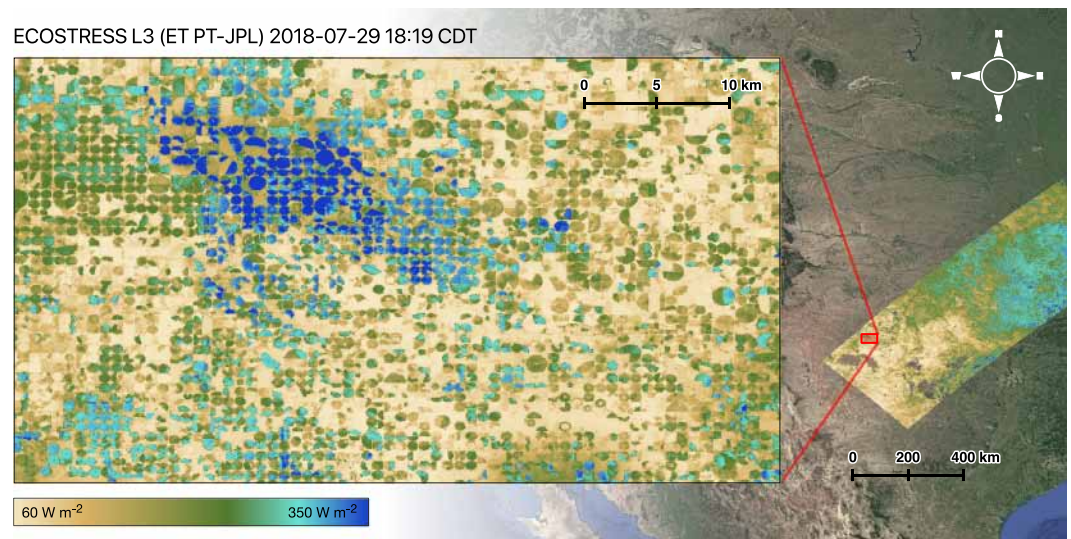 ECOSTRESS L3 (ET PT-JPL) 2018-07-29 18:19 CDT
0 5 10 km
0 200 400 km
60 W m⁻² 350 W m⁻²